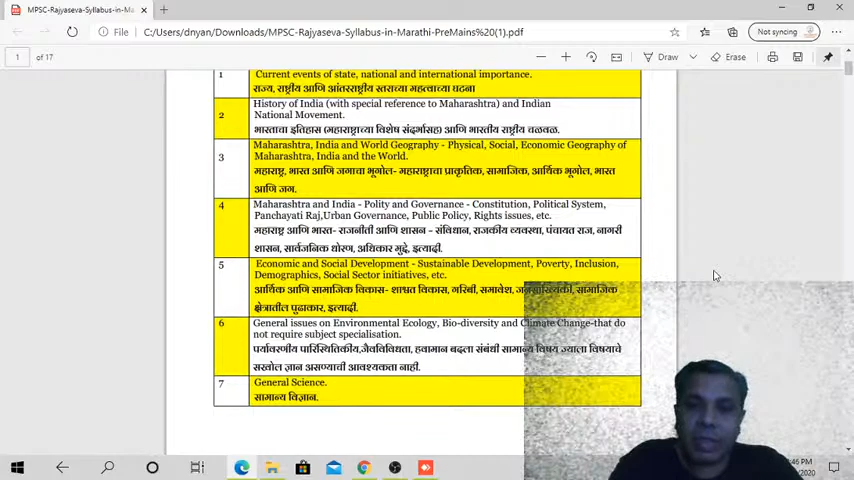 MPSC-Rajyaseva-Syllabus-in-Ma
File
C:/Users/dnyan/Downloads/MPSC-Rajyaseva-Syllabus-in-Marathi-PreMains%20(1).pdf
Not syncing
1 of 17
Draw
Erase
1
Current events of state, national and international importance.
राज्य, राष्ट्रीय आणि आंतरराष्ट्रीय स्तराच्या महत्वाच्या घटना
2
History of India (with special reference to Maharashtra) and Indian
National Movement.
भारताचा इतिहास (महाराष्ट्राच्या विशेष संदर्भासह) आणि भारतीय राष्ट्रीय चळवळ.
3
Maharashtra, India and World Geography - Physical, Social, Economic Geography of
Maharashtra, India and the World.
महाराष्ट्र, भारत आणि जगाचा भूगोल- महाराष्ट्राचा प्राकृतिक, सामाजिक, आर्थिक भूगोल, भारत
आणि जग.
4
Maharashtra and India - Polity and Governance - Constitution, Political System,
Panchayati Raj,Urban Governance, Public Policy, Rights issues, etc.
महाराष्ट्र आणि भारत- राजनीती आणि शासन – संविधान, राजकीय व्यवस्था, पंचायत राज, नागरी
शासन, सार्वजनिक धोरण, अधिकार मुद्दे, इत्यादी.
5
Economic and Social Development - Sustainable Development, Poverty, Inclusion,
Demographics, Social Sector initiatives, etc.
आर्थिक आणि सामाजिक विकास- शाश्वत विकास, गरिबी, समावेश, जनसांख्यिकी, सामाजिक
क्षेत्रातील पुढाकार, इत्यादी.
6
General issues on Environmental Ecology, Bio-diversity and Climate Change-that do
not require subject specialisation.
पर्यावरणीय पारिस्थितिकीय,जैवविविधता, हवामान बदला संबंधी सामान्य विषय ज्याला विषयाचे
सखोल ज्ञान असण्याची आवश्यकता नाही.
7
General Science.
सामान्य विज्ञान.